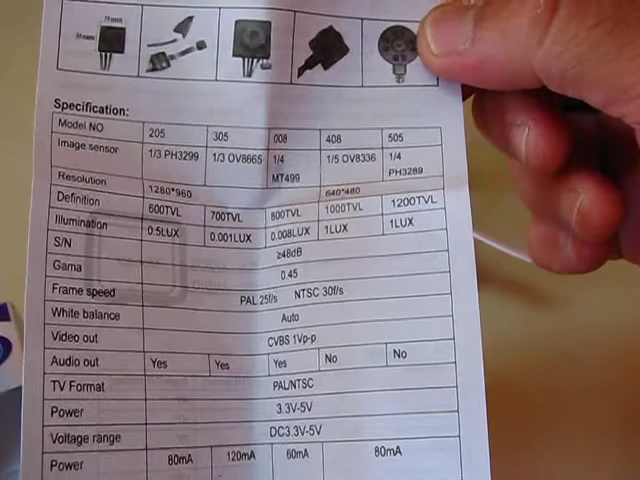 Specification:
Model NO 205 305 008 408 505
Image sensor 1/3 PH3299 1/3 OV8665 1/4 MT499 1/5 OV8336 1/4 PH3289
Resolution 1280*960 640*480
Definition 600TVL 700TVL 800TVL 1000TVL 1200TVL
Illumination 0.5LUX 0.001LUX 0.008LUX 1LUX 1LUX
S/N ≥48dB
Gama 0.45
Frame speed PAL 25f/s NTSC 30f/s
White balance Auto
Video out CVBS 1Vp-p
Audio out Yes Yes Yes No No
TV Format PAL/NTSC
Power 3.3V-5V
Voltage range DC3.3V-5V
Power 80mA 120mA 60mA 80mA